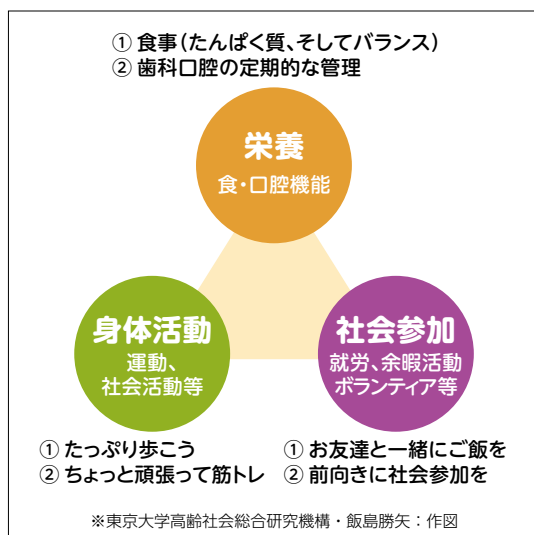 ① 食事（たんぱく質、そしてバランス）
② 歯科口腔の定期的な管理
栄養
食・口腔機能
身体活動
運動、
社会活動等
社会参加
就労、余暇活動
ボランティア等
① たっぷり歩こう
② ちょっと頑張って筋トレ
① お友達と一緒にご飯を
② 前向きに社会参加を
※東京大学高齢社会総合研究機構・飯島勝矢：作図